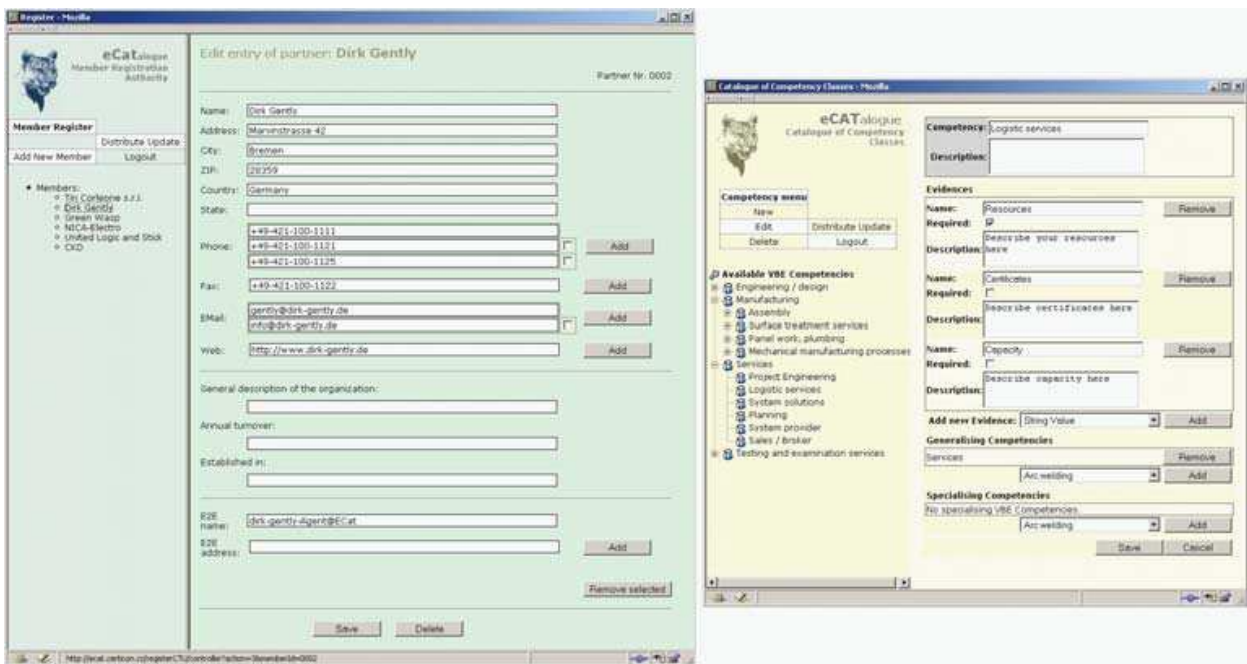 Register - Mozilla
eCatalogue
Member Registration
Authority
Member Register
Distribute Update
Add New Member
Logout
Members:
Tin Corleone s.r.l.
Dirk Gently
Green Wasp
NICA-Electro
United Logic and Stick
CKD
Edit entry of partner: Dirk Gently
Partner Nr. 0002
Name: Dirk Gently
Address: Marvinstrasse 42
City: Bremen
ZIP: 28359
Country: Germany
State:
+49-421-100-1111
Phone: +49-421-100-1121 Add
+49-421-100-1125
Fax: +49-421-100-1122 Add
gently@dirk-gently.de
EMail: Add
info@dirk-gently.de
Web: http://www.dirk-gently.de Add
General description of the organization:
Annual turnover:
Established in:
E2E
name: dirk-gently-Agent@ECat
E2E
address: Add
Remove selected
Save Delete
Catalogue of Competency Classes - Mozilla
eCATalogue
Catalogue of Competency
Classes
Competency menu
New
Edit Distribute Update
Delete Logout
Available VBE Competencies
Engineering / design
Manufacturing
Assembly
Surface treatment services
Panel work, plumbing
Mechanical manufacturing processes
Services
Project Engineering
Logistic services
System solutions
Planning
System provider
Sales / Broker
Testing and examination services
Competency: Logistic services
Description:
Evidences
Name: Resources Remove
Required:
Describe your resources
Description: here
Name: Certificates Remove
Required:
Describe certificates here
Description:
Name: Capacity Remove
Required:
Describe capacity here
Description:
Add new Evidence: String Value Add
Generalising Competencies
Services Remove
Arc welding Add
Specialising Competencies
No specialising VBE Competencies.
Arc welding Add
Save Cancel